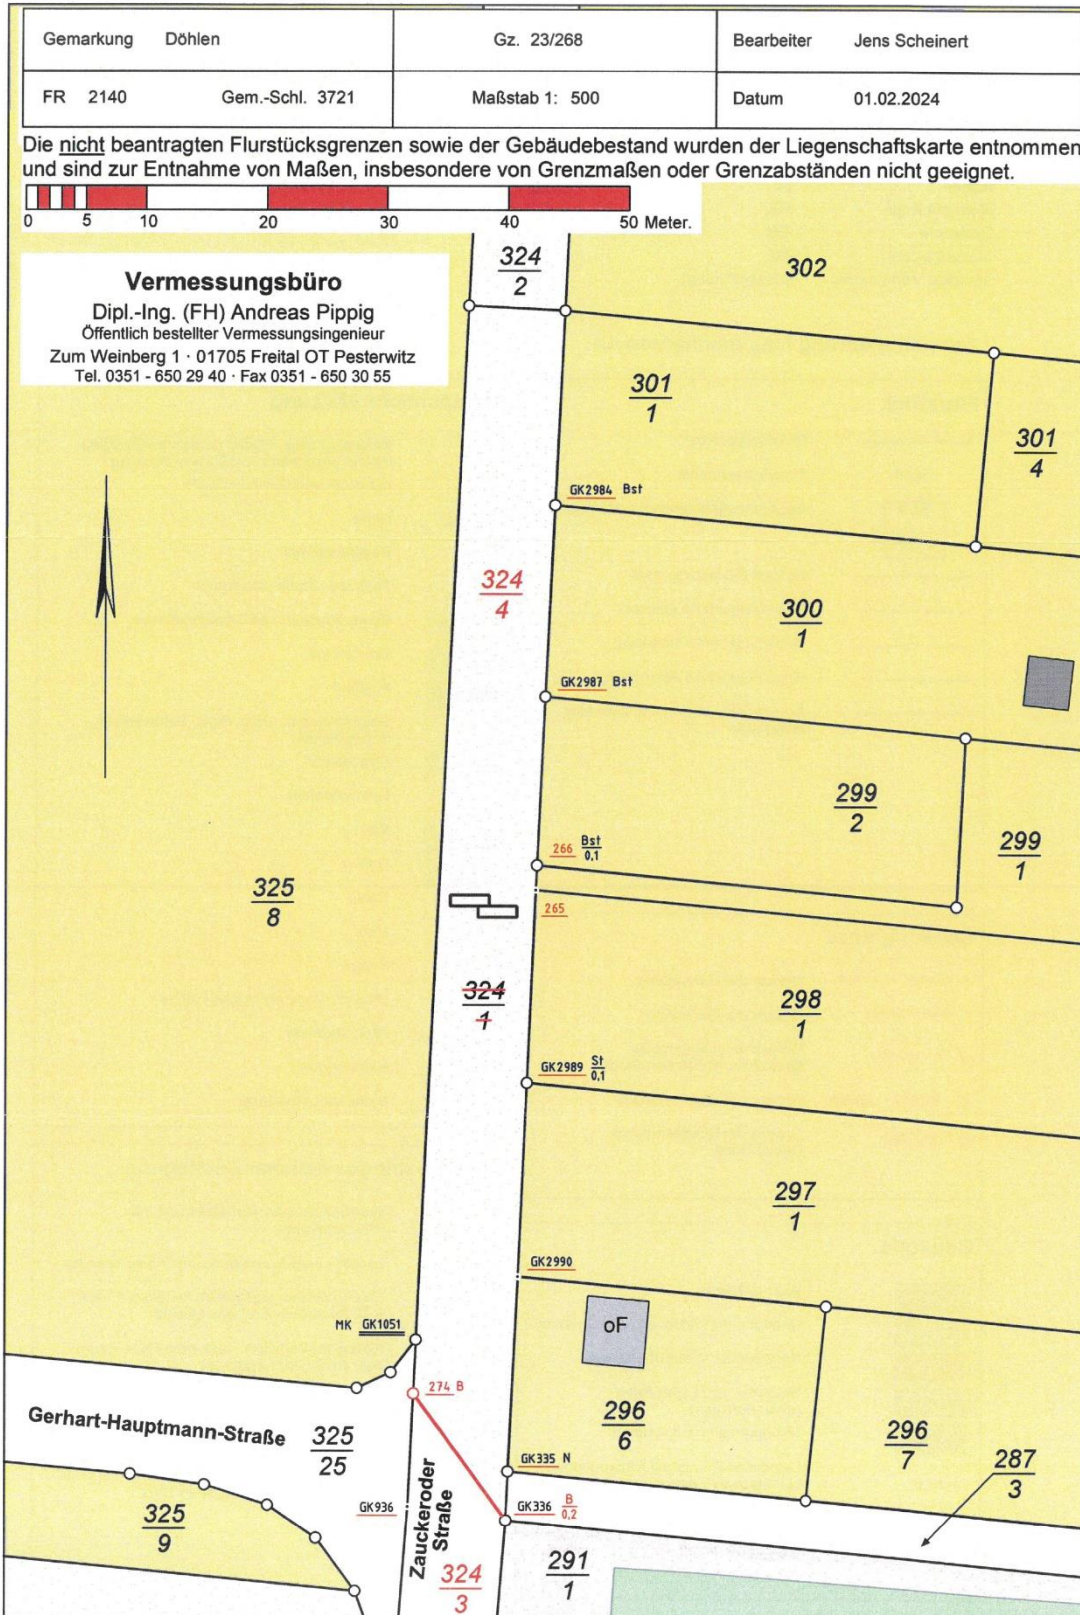 Gemarkung Döhlen
Gz. 23/268
Bearbeiter Jens Scheinert
FR 2140 Gem.-Schl. 3721
Maßstab 1: 500
Datum 01.02.2024
Die nicht beantragten Flurstücksgrenzen sowie der Gebäudebestand wurden der Liegenschaftskarte entnommen
und sind zur Entnahme von Maßen, insbesondere von Grenzmaßen oder Grenzabständen nicht geeignet.
0 5 10 20 30 40 50 Meter.
Vermessungsbüro
Dipl.-Ing. (FH) Andreas Pippig
Öffentlich bestellter Vermessungsingenieur
Zum Weinberg 1 · 01705 Freital OT Pesterwitz
Tel. 0351 - 650 29 40 · Fax 0351 - 650 30 55
324
2
302
301
1
301
4
GK2984 Bst
324
4
300
1
GK2987 Bst
299
2
299
1
266 Bst
0,1
265
325
8
324
1
298
1
GK2989 St
0,1
297
1
GK2990
oF
MK GK1051
274 B
296
6
296
7
287
3
Gerhart-Hauptmann-Straße
325
25
GK335 N
GK336 B
0,2
GK936
Zauckeroder
Straße
325
9
324
3
291
1